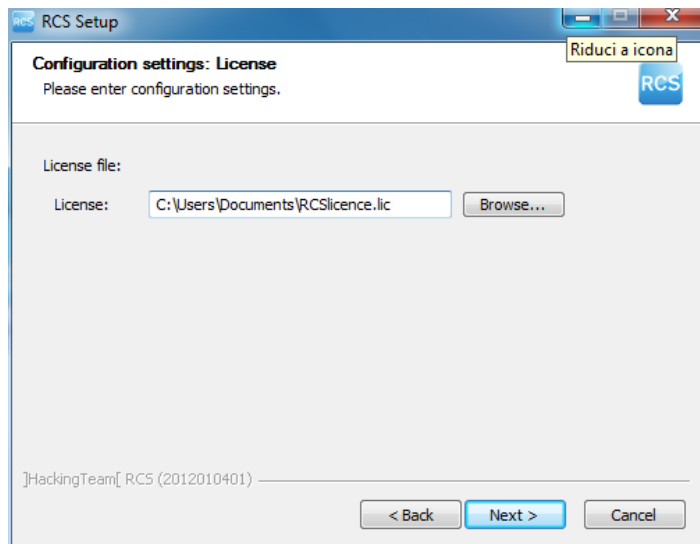 RCS RCS Setup
Riduci a icona
Configuration settings: License
Please enter configuration settings.
RCS
License file:
License: C:\Users\Documents\RCSlicence.lic Browse...
]HackingTeam[ RCS (2012010401)
< Back Next > Cancel